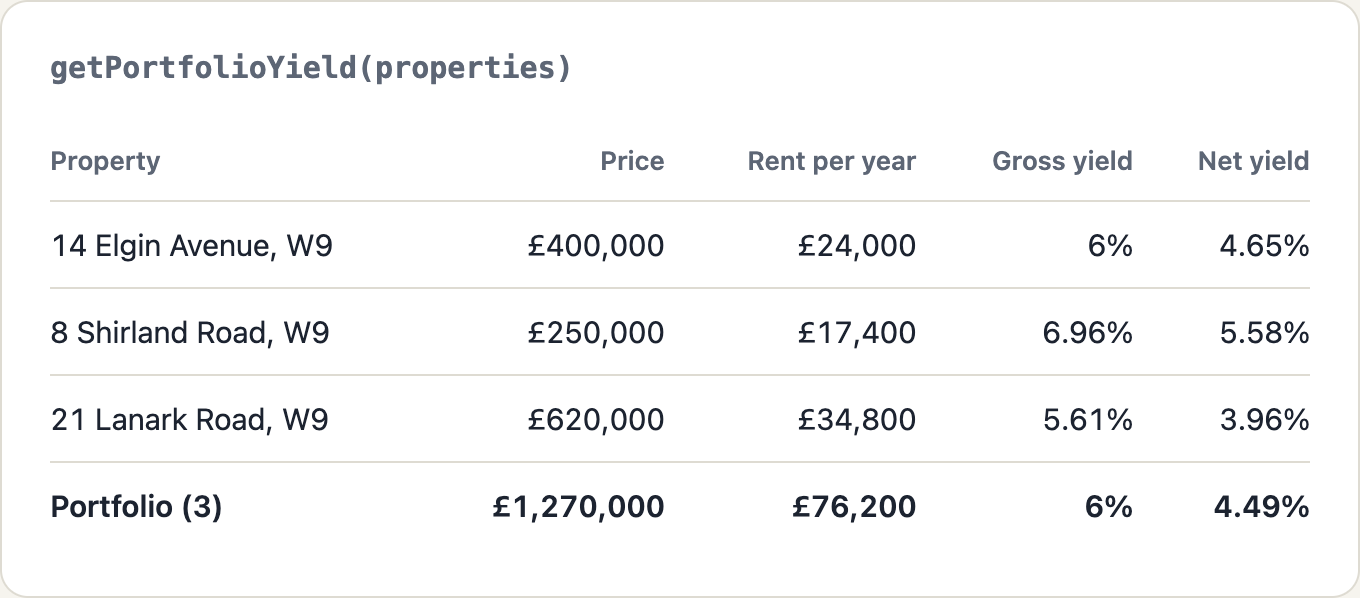 getPortfolioYield(properties)
Property Price Rent per year Gross yield Net yield
14 Elgin Avenue, W9 £400,000 £24,000 6% 4.65%
8 Shirland Road, W9 £250,000 £17,400 6.96% 5.58%
21 Lanark Road, W9 £620,000 £34,800 5.61% 3.96%
Portfolio (3) £1,270,000 £76,200 6% 4.49%